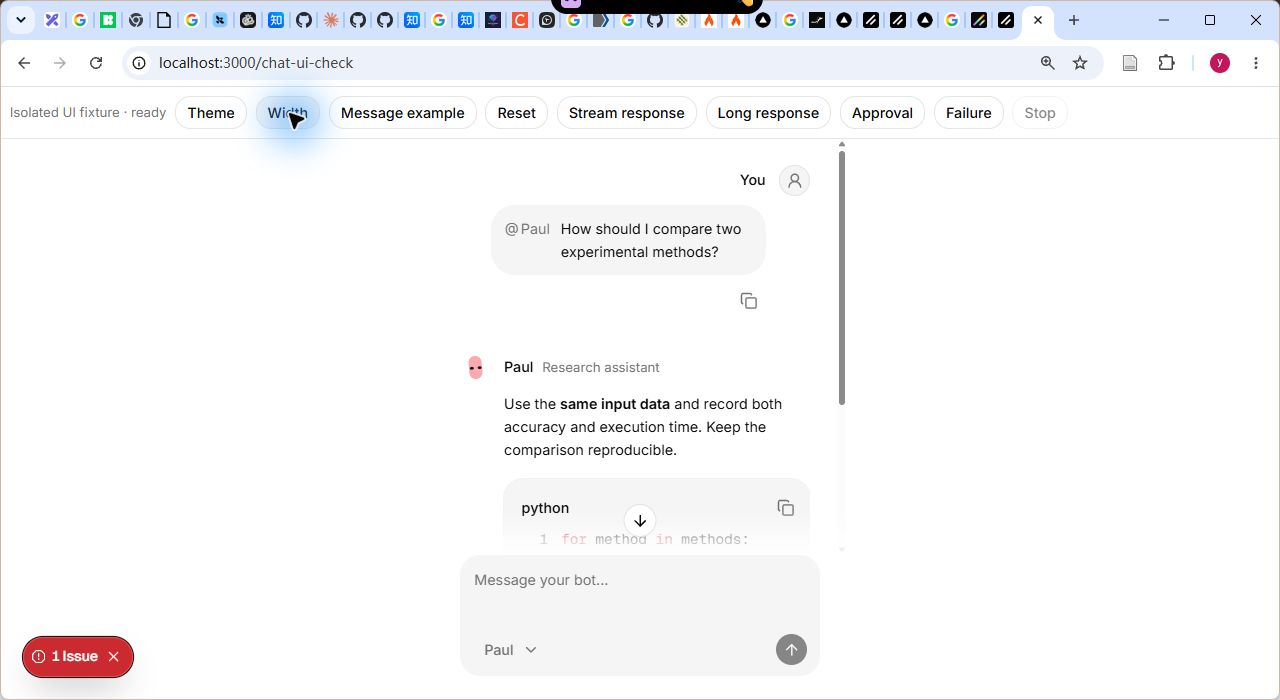 localhost:3000/chat-ui-check
y
Isolated UI fixture · ready
Theme
Width
Message example
Reset
Stream response
Long response
Approval
Failure
Stop
You
@Paul How should I compare two
experimental methods?
Paul Research assistant
Use the same input data and record both
accuracy and execution time. Keep the
comparison reproducible.
python
1 for method in methods:
Message your bot...
Paul
1 Issue